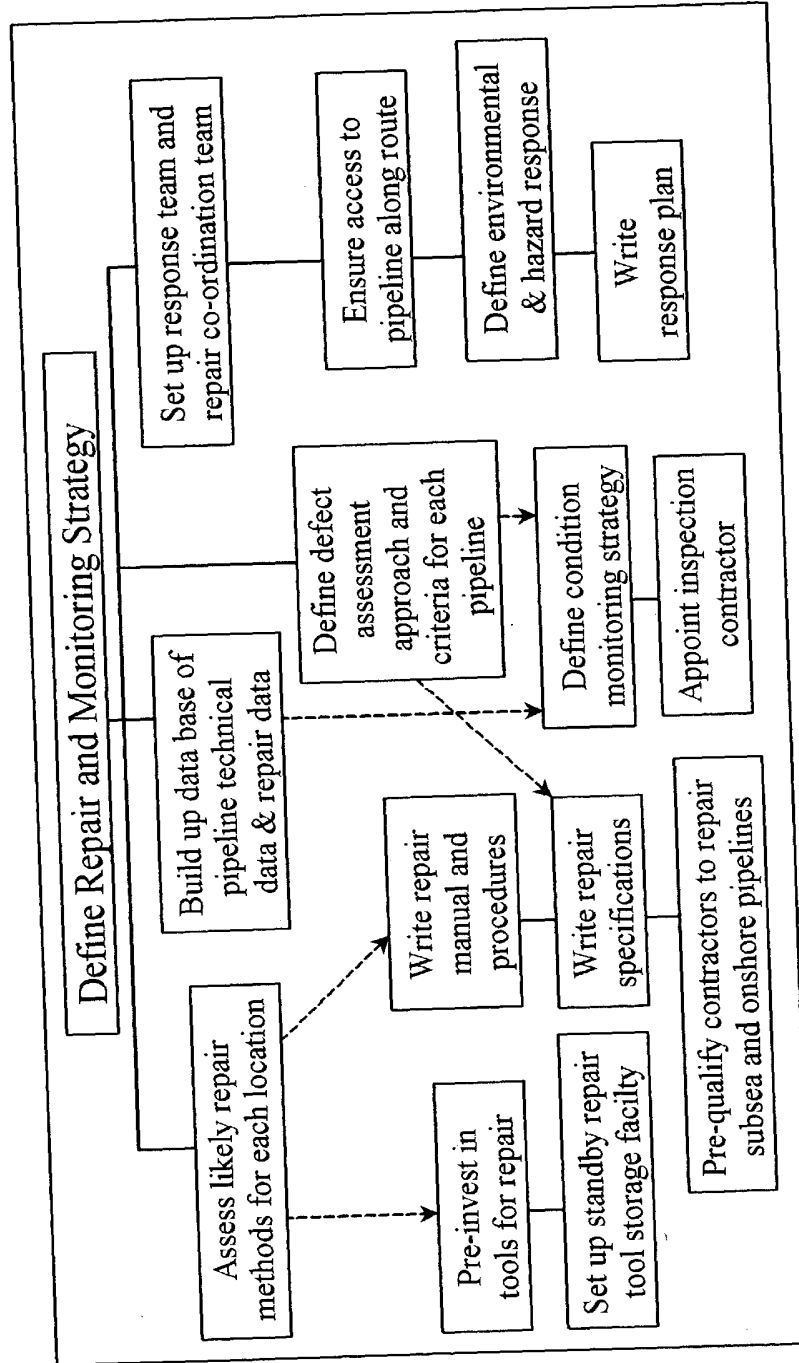 Define Repair and Monitoring Strategy
Assess likely repair
methods for each location
Build up data base of
pipeline technical
data & repair data
Define defect
assessment
approach and
criteria for each
pipeline
Set up response team and
repair co-ordination team
Pre-invest in
tools for repair
Set up standby repair
tool storage facilty
Write repair
manual and
procedures
Write repair
specifications
Pre-qualify contractors to repair
subsea and onshore pipelines
Define condition
monitoring strategy
Appoint inspection
contractor
Ensure access to
pipeline along route
Define environmental
& hazard response
Write
response plan